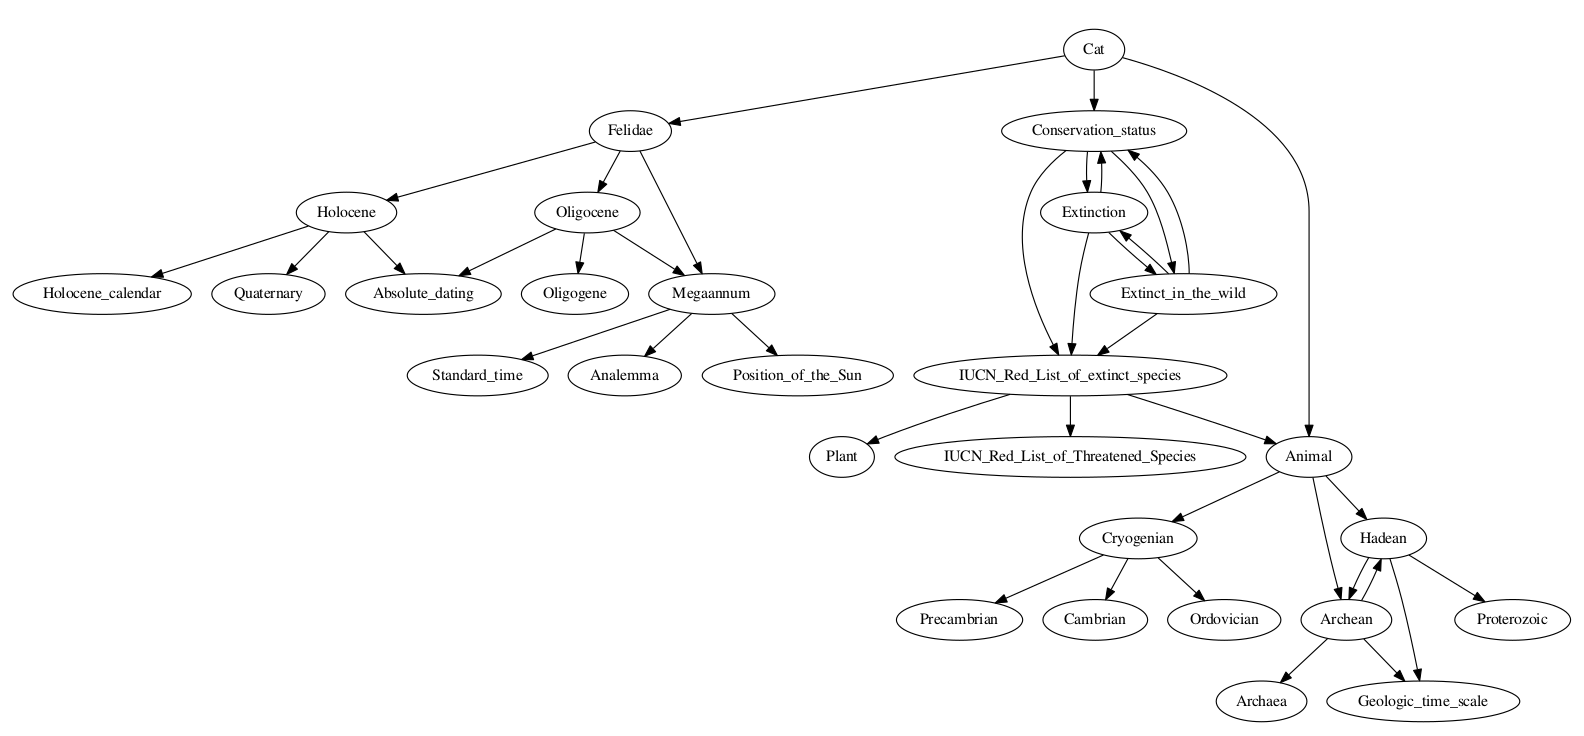 Cat
Felidae
Conservation_status
Holocene
Oligocene
Extinction
Holocene_calendar
Quaternary
Absolute_dating
Oligogene
Megaannum
Extinct_in_the_wild
Standard_time
Analemma
Position_of_the_Sun
IUCN_Red_List_of_extinct_species
Plant
IUCN_Red_List_of_Threatened_Species
Animal
Cryogenian
Hadean
Precambrian
Cambrian
Ordovician
Archean
Proterozoic
Archaea
Geologic_time_scale